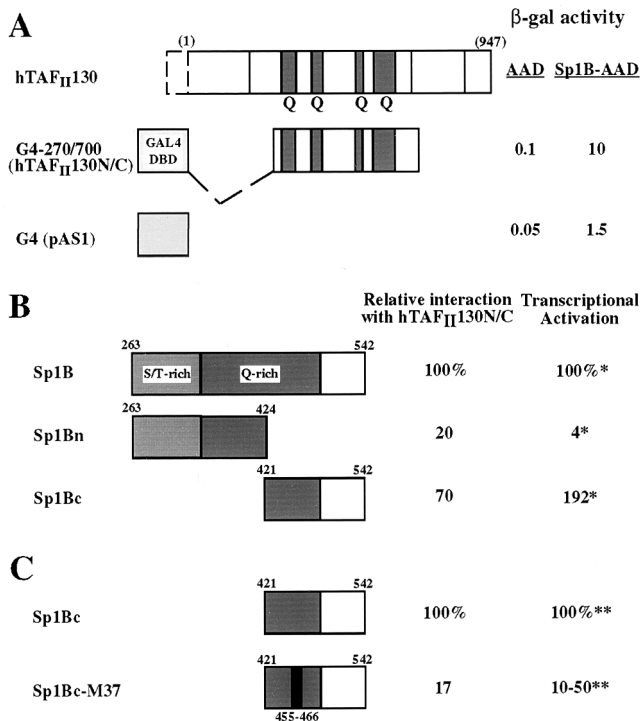 A
β-gal activity
(1)
(947)
hTAFII130
AAD
Sp1B-AAD
Q Q Q Q
G4-270/700
(hTAFII130N/C)
GAL4
DBD
0.1
10
G4 (pAS1)
0.05
1.5
B
Relative interaction
with hTAFII130N/C
Transcriptional
Activation
263
542
Sp1B
S/T-rich
Q-rich
100%
100%*
263
424
Sp1Bn
20
4*
421
542
Sp1Bc
70
192*
C
421
542
Sp1Bc
100%
100%**
421
542
Sp1Bc-M37
17
10-50**
455-466